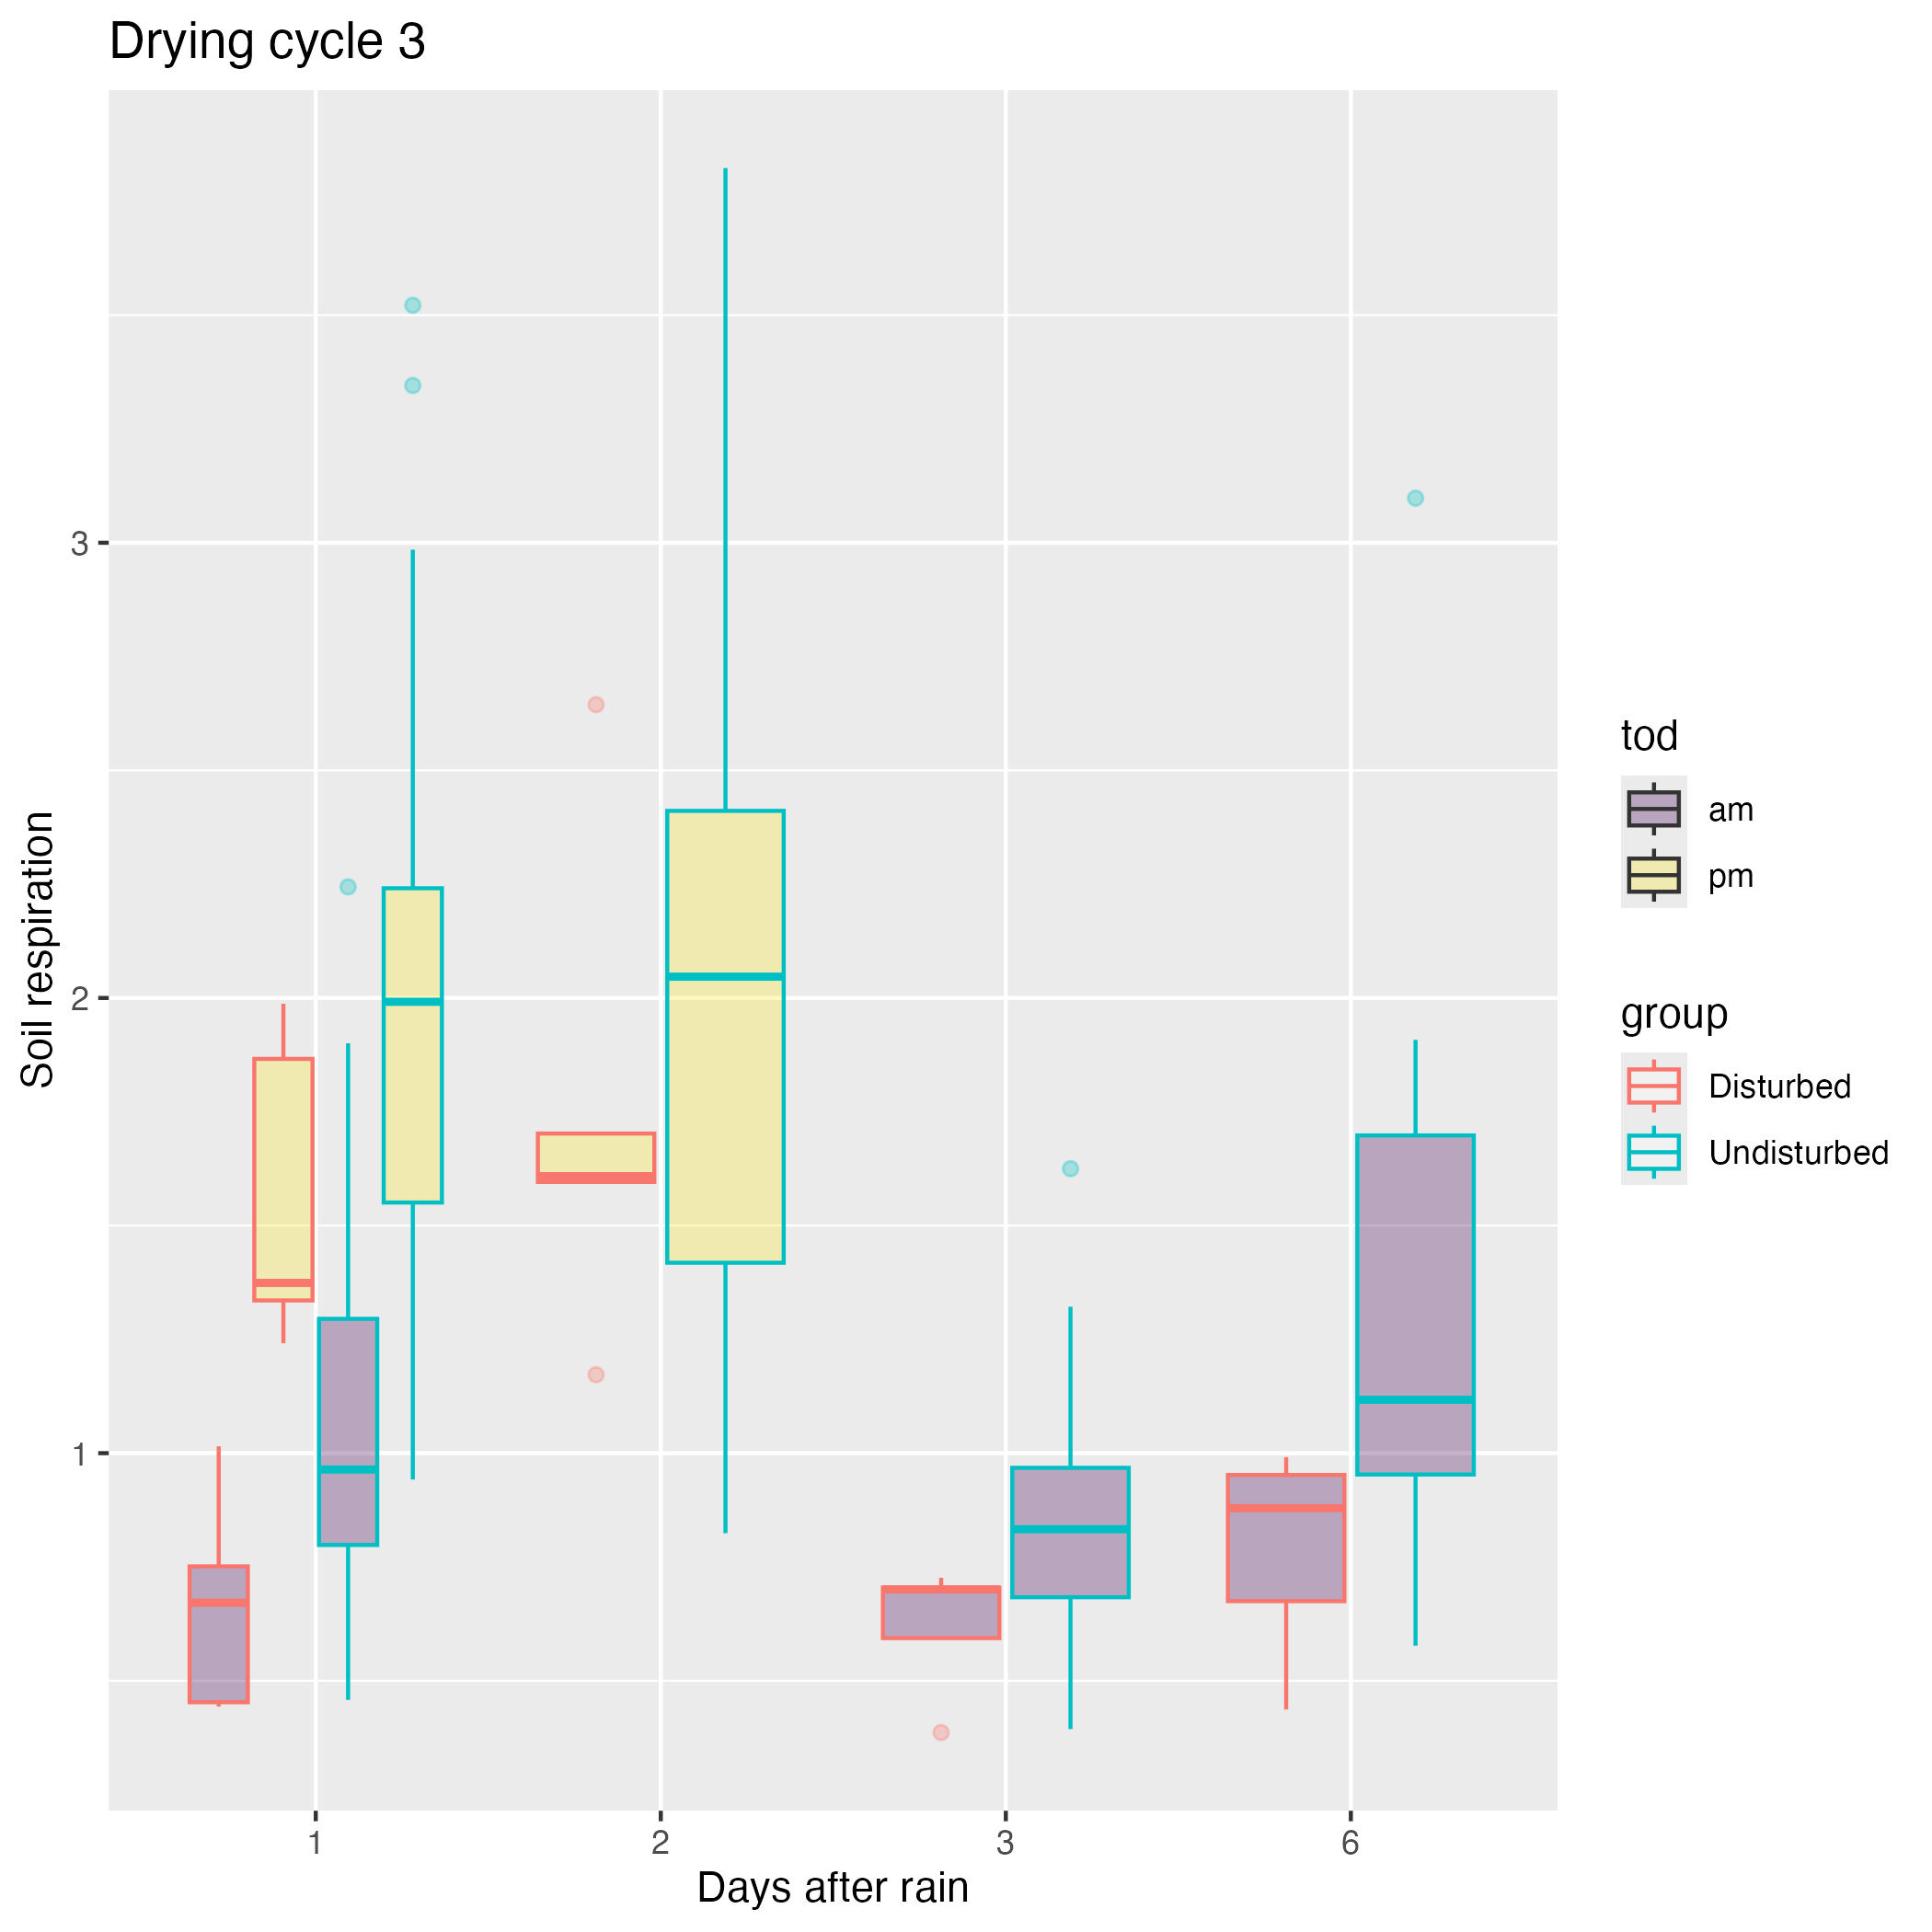 Drying cycle 3
Soil respiration
3
2
1
1 2 3 6
Days after rain
tod
am
pm
group
Disturbed
Undisturbed